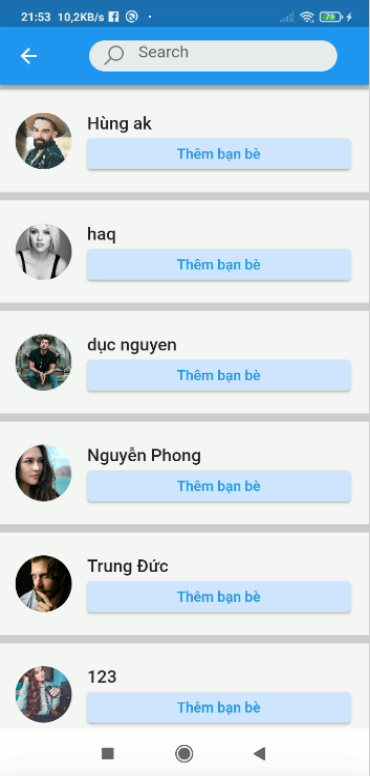 21:53 10,2KB/s
79
Search
Hùng ak
Thêm bạn bè
haq
Thêm bạn bè
dục nguyen
Thêm bạn bè
Nguyễn Phong
Thêm bạn bè
Trung Đức
Thêm bạn bè
123
Thêm bạn bè